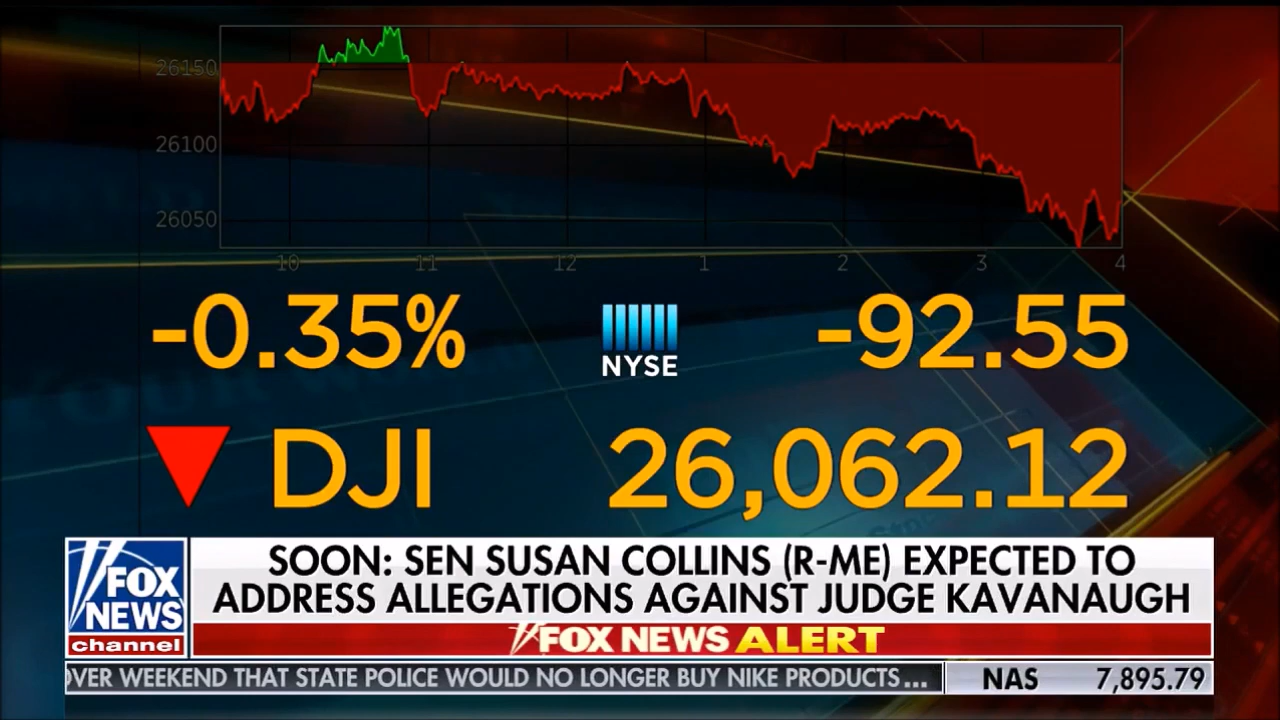 26150
26100
26050
10 11 12 1 2 3 4
-0.35% NYSE -92.55
DJI 26,062.12
FOX NEWS channel
SOON: SEN SUSAN COLLINS (R-ME) EXPECTED TO
ADDRESS ALLEGATIONS AGAINST JUDGE KAVANAUGH
FOX NEWS ALERT
OVER WEEKEND THAT STATE POLICE WOULD NO LONGER BUY NIKE PRODUCTS...
NAS 7,895.79